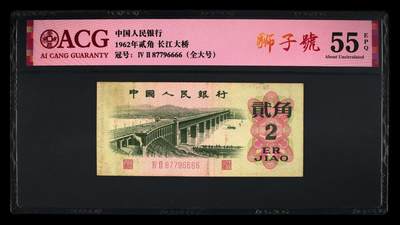 ACG
AI CANG GUARANTY
中国人民银行
1962年贰角 长江大桥
冠号：IV II 87796666（全大号）
獅子號
55 EPQ
About Uncirculated
中國人民銀行
貳角
2
ER
JIAO
IV II 87796666